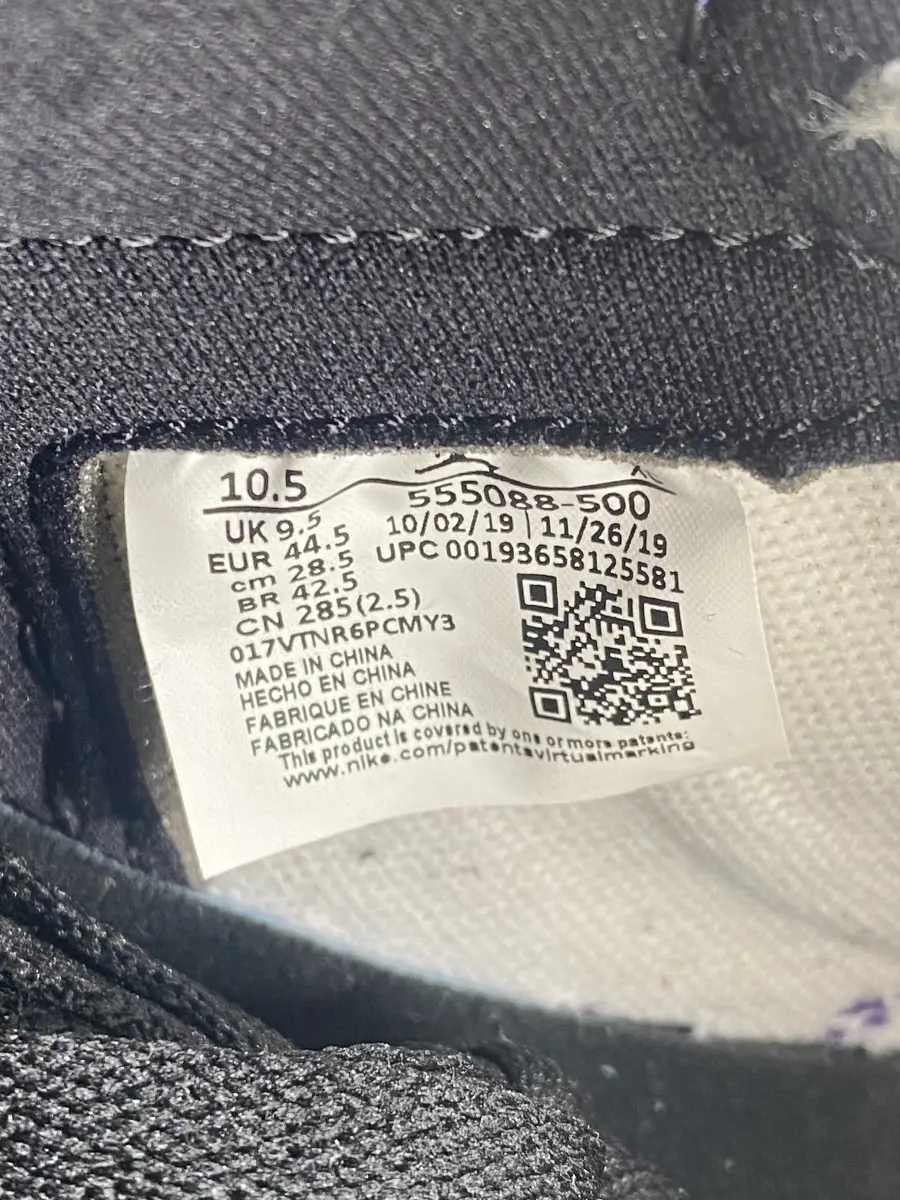 10.5
555088-500
UK 9.5
10/02/19 | 11/26/19
EUR 44.5
UPC 00193658125581
cm 28.5
BR 42.5
CN 285(2.5)
017VTNR6PCMY3
MADE IN CHINA
HECHO EN CHINA
FABRIQUE EN CHINE
FABRICADO NA CHINA
This product is covered by one or more patents:
www.nike.com/patentsvirtualmarking